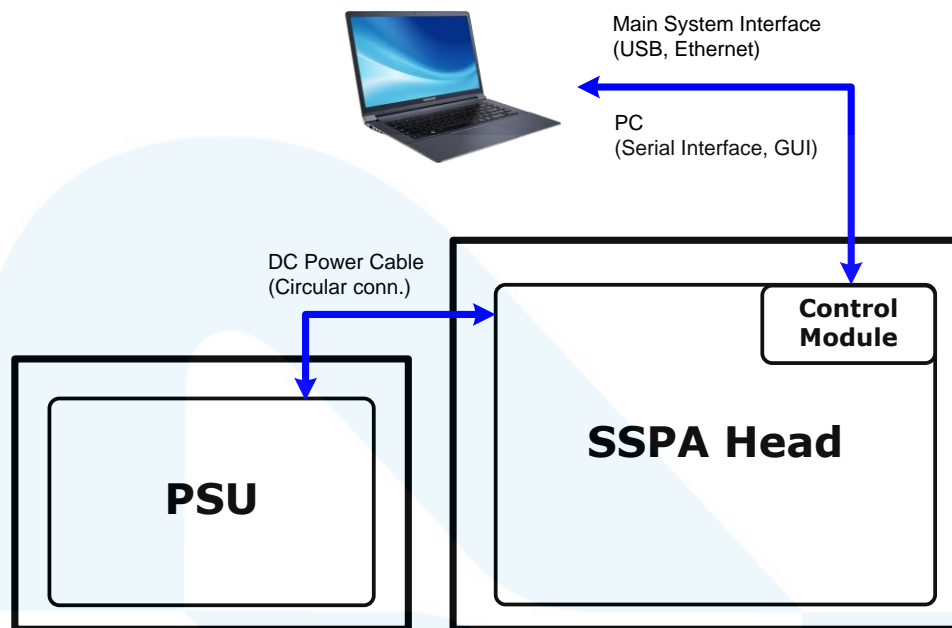 Main System Interface
(USB, Ethernet)
PC
(Serial Interface, GUI)
DC Power Cable
(Circular conn.)
Control
Module
SSPA Head
PSU